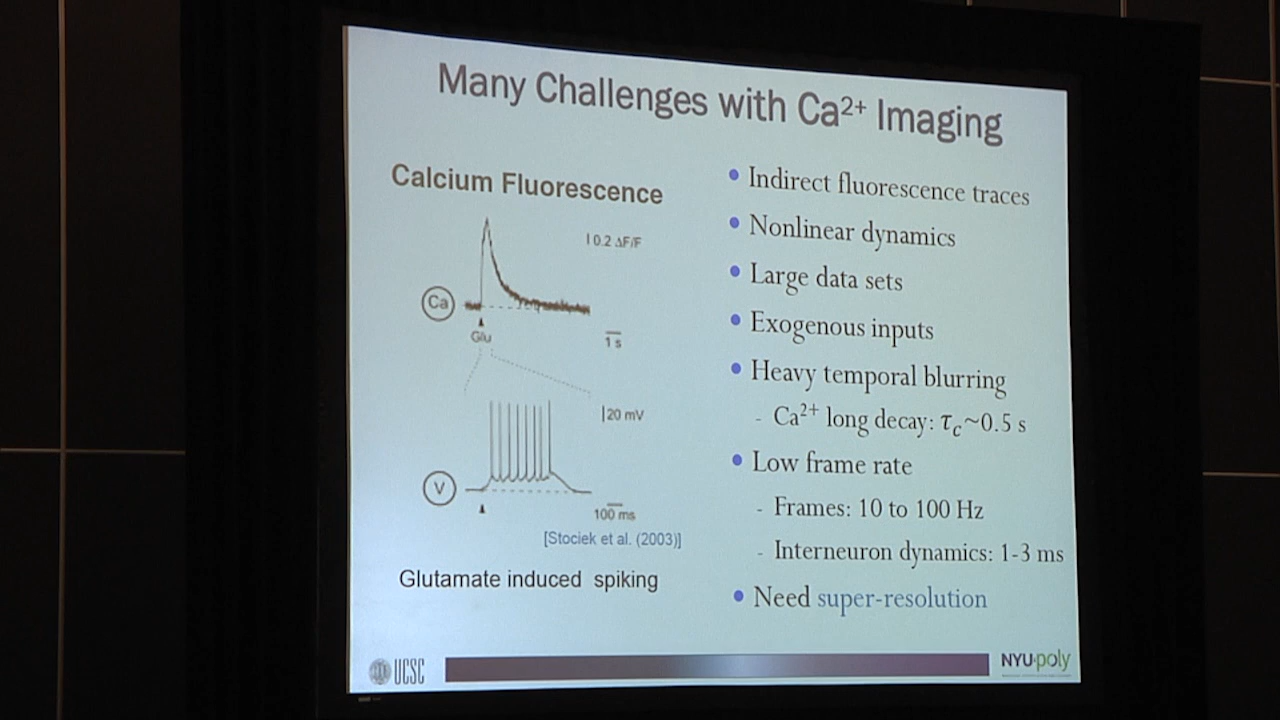 Many Challenges with Ca²⁺ Imaging
Calcium Fluorescence
0.2 ΔF/F
Ca
Glu
1 s
20 mV
V
100 ms
[Stociek et al. (2003)]
Glutamate induced spiking
Indirect fluorescence traces
Nonlinear dynamics
Large data sets
Exogenous inputs
Heavy temporal blurring
- Ca²⁺ long decay: τc~0.5 s
Low frame rate
- Frames: 10 to 100 Hz
- Interneuron dynamics: 1-3 ms
Need super-resolution
UCSC
NYU·poly